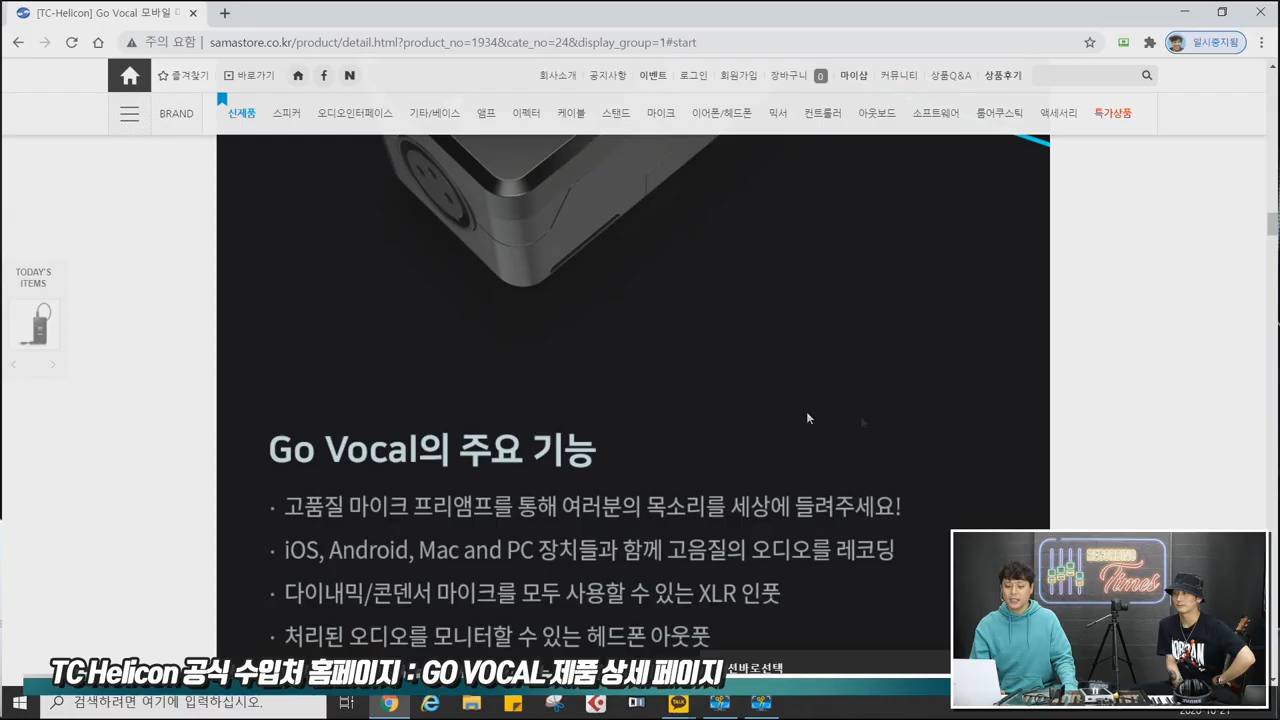 [TC-Helicon] Go Vocal 모바일
주의 요함
samastore.co.kr/product/detail.html?product_no=1934&cate_no=24&display_group=1#start
일시중지됨
즐겨찾기
바로가기
회사소개
공지사항
이벤트
로그인
회원가입
장바구니 0
마이샵
커뮤니티
상품Q&A
상품후기
BRAND
신제품
스피커
오디오인터페이스
기타/베이스
앰프
이펙터
케이블
스탠드
마이크
이어폰/헤드폰
믹서
컨트롤러
아웃보드
소프트웨어
룸어쿠스틱
액세서리
특가상품
TODAY'S
ITEMS
Go Vocal의 주요 기능
· 고품질 마이크 프리앰프를 통해 여러분의 목소리를 세상에 들려주세요!
· iOS, Android, Mac and PC 장치들과 함께 고음질의 오디오를 레코딩
· 다이내믹/콘덴서 마이크를 모두 사용할 수 있는 XLR 인풋
· 처리된 오디오를 모니터할 수 있는 헤드폰 아웃풋
RECORDING
Times
선바로선택
TC-Helicon 공식 수입처 홈페이지 : GO VOCAL 제품 상세 페이지
검색하려면 여기에 입력하십시오.
TALK
2020-10-21